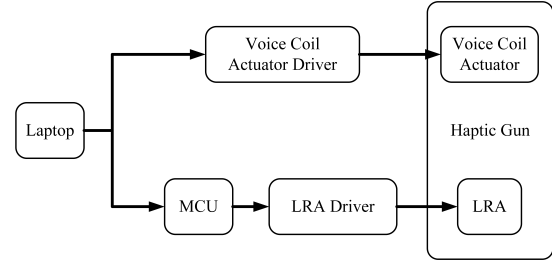 Voice Coil
Actuator Driver
Voice Coil
Actuator
Laptop
Haptic Gun
MCU
LRA Driver
LRA